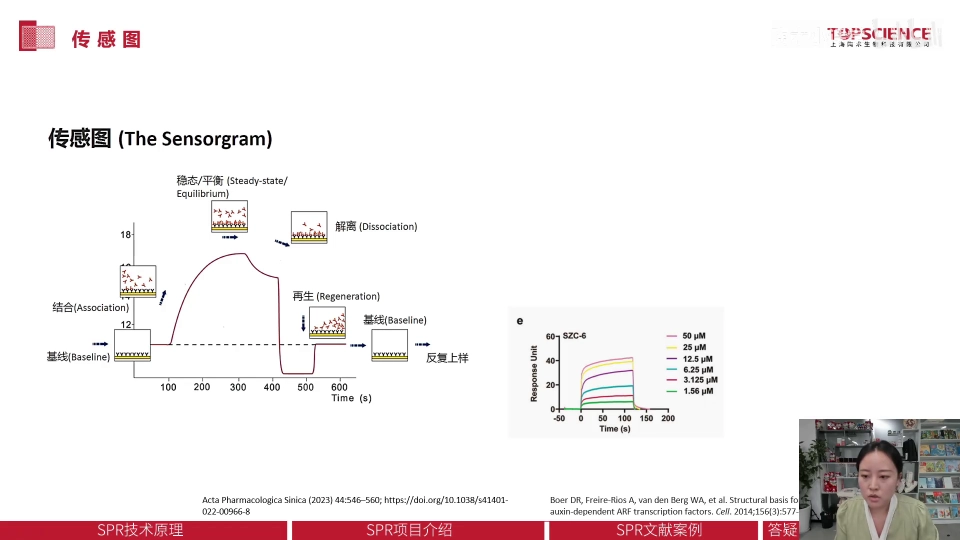 传感图
TOPSCIENCE
传感图 (The Sensorgram)
稳态/平衡 (Steady-state/
Equilibrium)
解离 (Dissociation)
18
结合(Association)
再生 (Regeneration)
12
基线(Baseline)
基线(Baseline)
反复上样
100 200 300 400 500 600
Time (s)
e
SZC-6
Response Unit
60
40
20
0
-50 0 50 100 150 200
Time (s)
50 μM
25 μM
12.5 μM
6.25 μM
3.125 μM
1.56 μM
Acta Pharmacologica Sinica (2023) 44:546–560; https://doi.org/10.1038/s41401-
022-00966-8
Boer DR, Freire-Rios A, van den Berg WA, et al. Structural basis fo
auxin-dependent ARF transcription factors. Cell. 2014;156(3):577-
SPR技术原理
SPR项目介绍
SPR文献案例
答疑